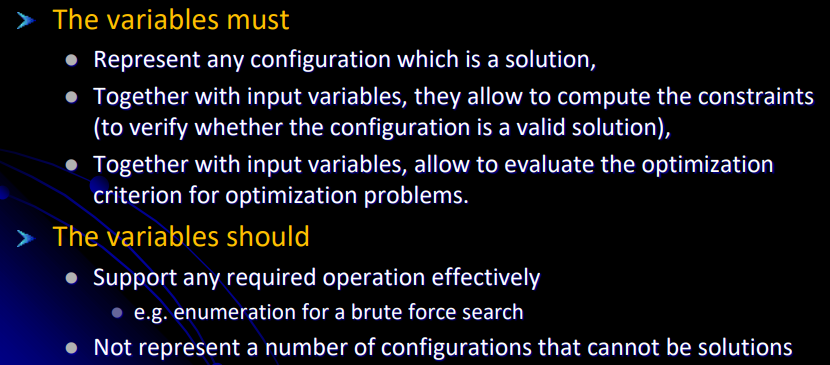 The variables must
Represent any configuration which is a solution,
Together with input variables, they allow to compute the constraints
(to verify whether the configuration is a valid solution),
Together with input variables, allow to evaluate the optimization
criterion for optimization problems.
The variables should
Support any required operation effectively
e.g. enumeration for a brute force search
Not represent a number of configurations that cannot be solutions